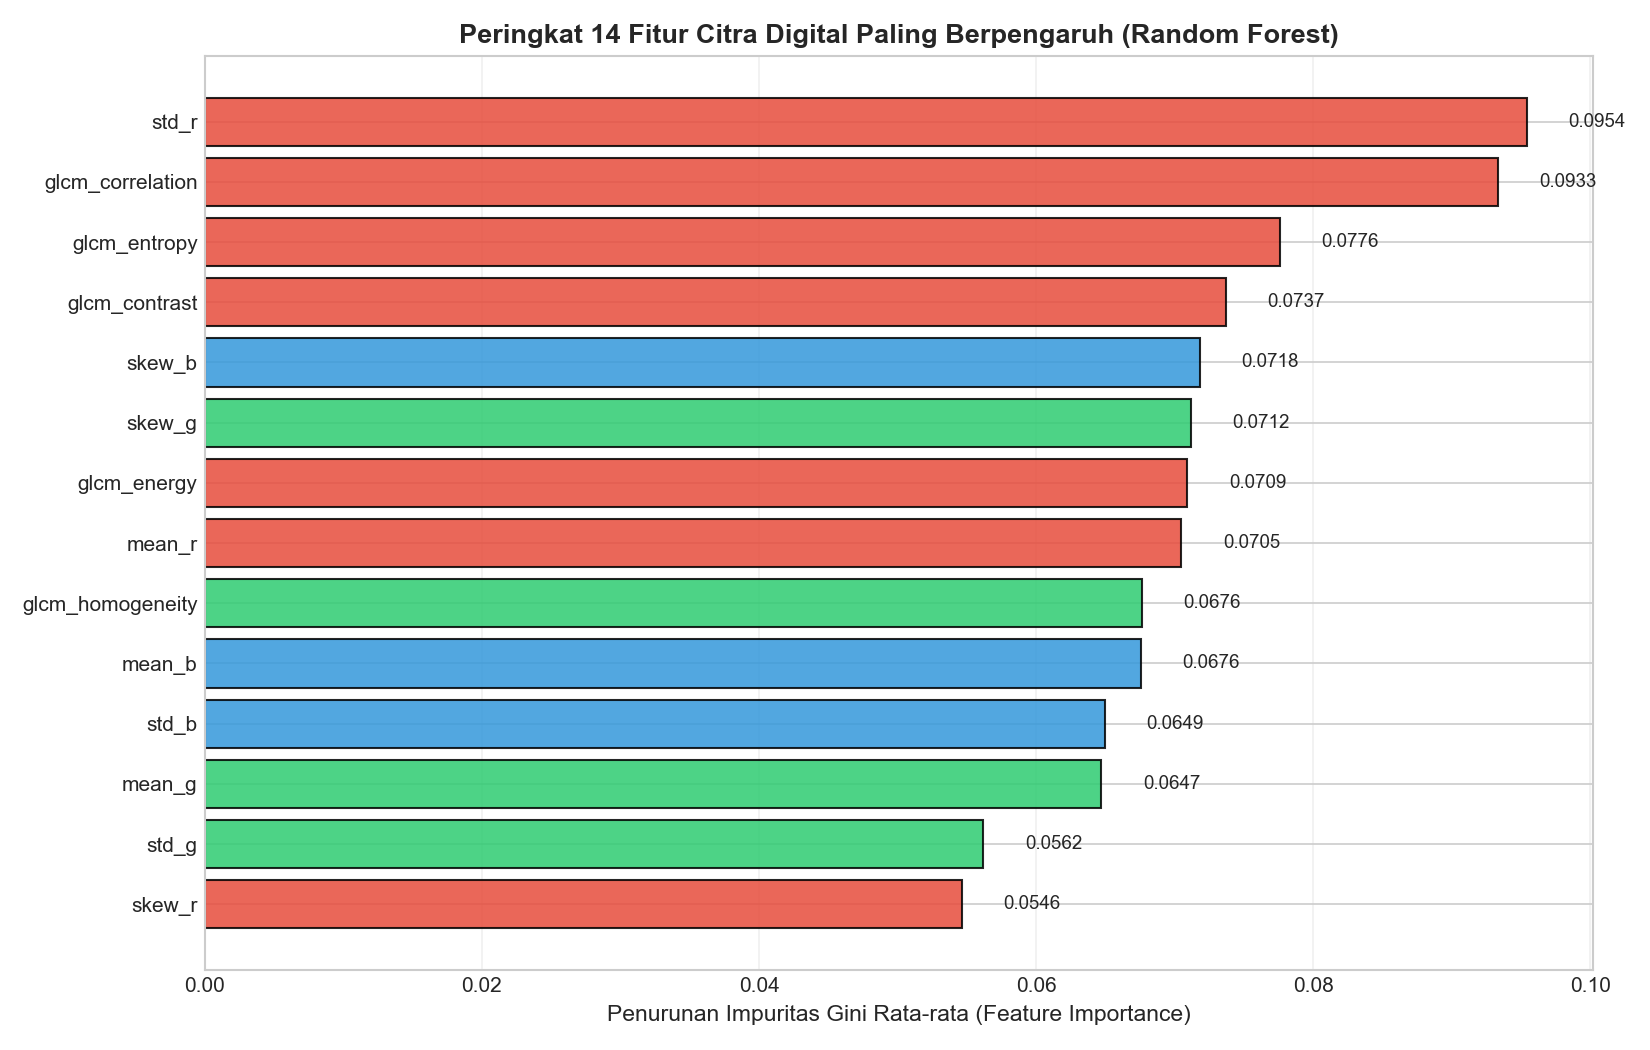 Peringkat 14 Fitur Citra Digital Paling Berpengaruh (Random Forest)
std_r 0.0954
glcm_correlation 0.0933
glcm_entropy 0.0776
glcm_contrast 0.0737
skew_b 0.0718
skew_g 0.0712
glcm_energy 0.0709
mean_r 0.0705
glcm_homogeneity 0.0676
mean_b 0.0676
std_b 0.0649
mean_g 0.0647
std_g 0.0562
skew_r 0.0546
0.00 0.02 0.04 0.06 0.08 0.10
Penurunan Impuritas Gini Rata-rata (Feature Importance)